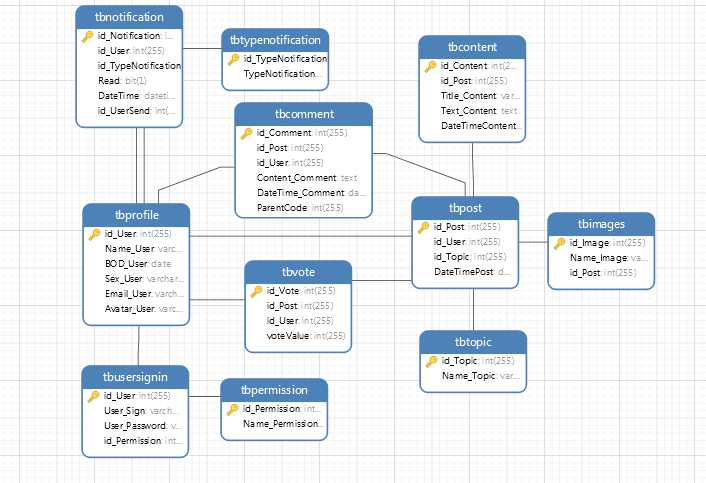 tbnotification
id_Notification: i...
id_User: int(255)
id_TypeNotification
Read: bit(1)
DateTime: dateti...
id_UserSend: int(...
tbtypenotification
id_TypeNotification
TypeNotification...
tbcontent
id_Content: int(2...
id_Post: int(255)
Title_Content: var...
Text_Content: text
DateTimeContent...
tbcomment
id_Comment: int(255)
id_Post: int(255)
id_User: int(255)
Content_Comment: text
DateTime_Comment: da...
ParentCode: int(255)
tbprofile
id_User: int(255)
Name_User: varc...
BOD_User: date
Sex_User: varchar...
Email_User: varch...
Avatar_User: varc...
tbpost
id_Post: int(255)
id_User: int(255)
id_Topic: int(255)
DateTimePost: d...
tbimages
id_Image: int(255)
Name_Image: va...
id_Post: int(255)
tbvote
id_Vote: int(255)
id_Post: int(255)
id_User: int(255)
voteValue: int(255)
tbtopic
id_Topic: int(255)
Name_Topic: var...
tbusersignin
id_User: int(255)
User_Sign: varch...
User_Password: v...
id_Permission: int...
tbpermission
id_Permission: int...
Name_Permission...